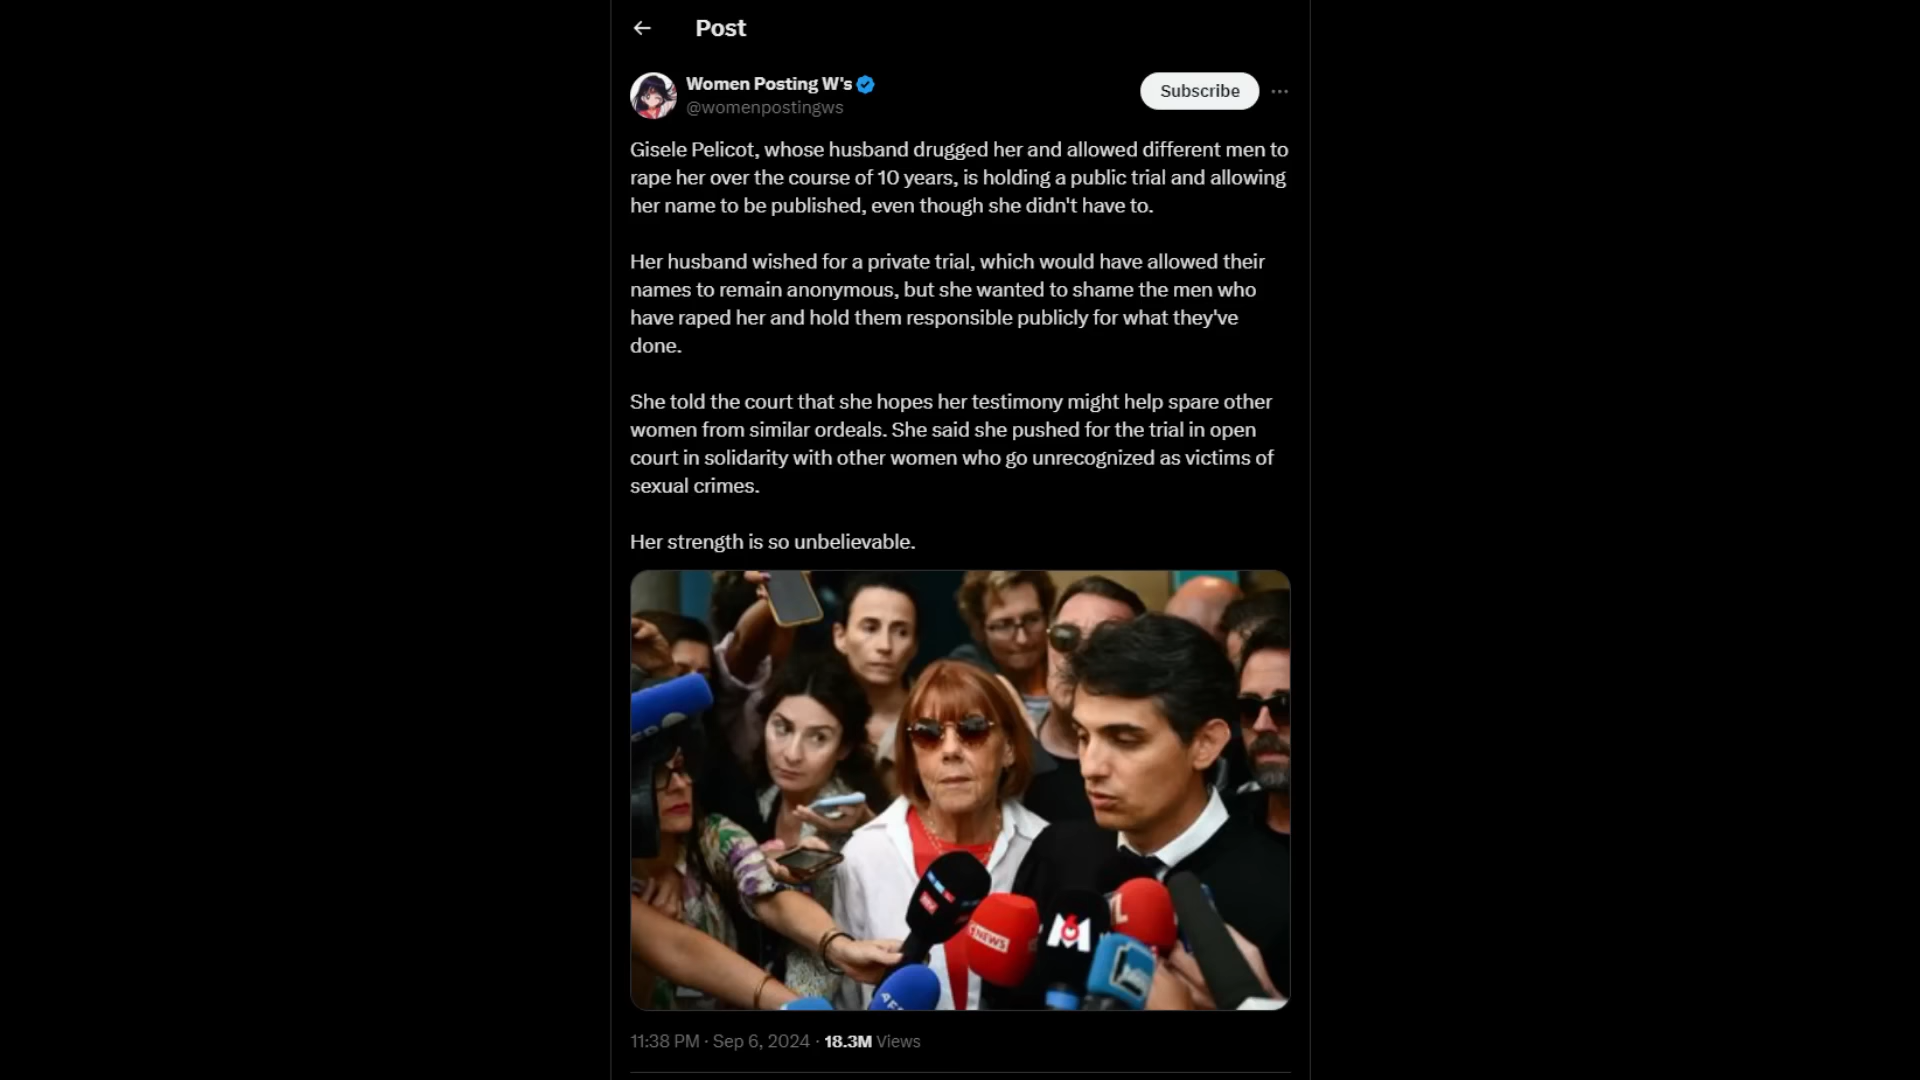 Post
Women Posting W's
@womenpostingws
Subscribe
Gisele Pelicot, whose husband drugged her and allowed different men to
rape her over the course of 10 years, is holding a public trial and allowing
her name to be published, even though she didn't have to.
Her husband wished for a private trial, which would have allowed their
names to remain anonymous, but she wanted to shame the men who
have raped her and hold them responsible publicly for what they've
done.
She told the court that she hopes her testimony might help spare other
women from similar ordeals. She said she pushed for the trial in open
court in solidarity with other women who go unrecognized as victims of
sexual crimes.
Her strength is so unbelievable.
NEWS
M6
11:38 PM · Sep 6, 2024 · 18.3M Views